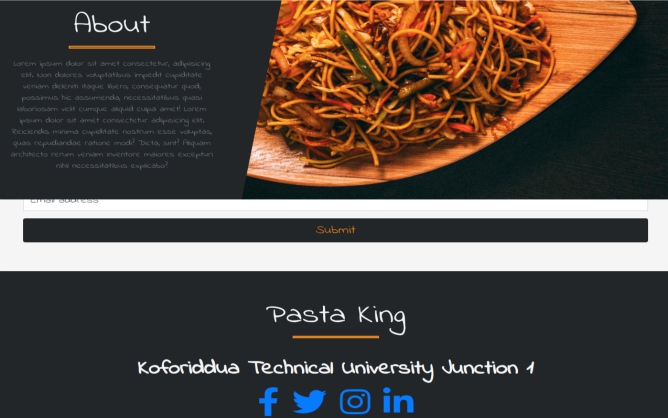 About
Lorem ipsum dolor sit amet consectetur, adipisicing
elit. Non dolores voluptatibus impedit cupiditate
veniam deleniti itaque libero, consequatur quod,
possimus hic assumenda, necessitatibus quasi
laboriosam velit cumque aliquid culpa amet! Lorem
ipsum dolor sit amet consectetur adipisicing elit.
Reiciendis minima cupiditate nostrum esse voluptas,
quas repudiandae ratione modi? Dicta, sint! Aliquam
architecto rerum veniam inventore maiores excepturi
nihil necessitatibus explicabo?
Email address
Submit
Pasta King
Koforiddua Technical University Junction 1